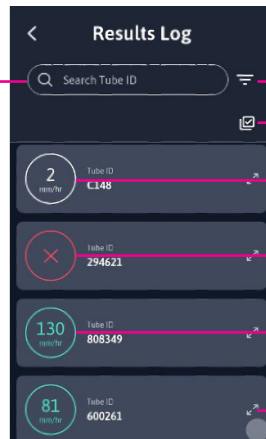 Results Log
Search Tube ID
2
mm/hr
Tube ID
C148
Tube ID
294621
130
mm/hr
Tube ID
808349
81
mm/hr
Tube ID
600261